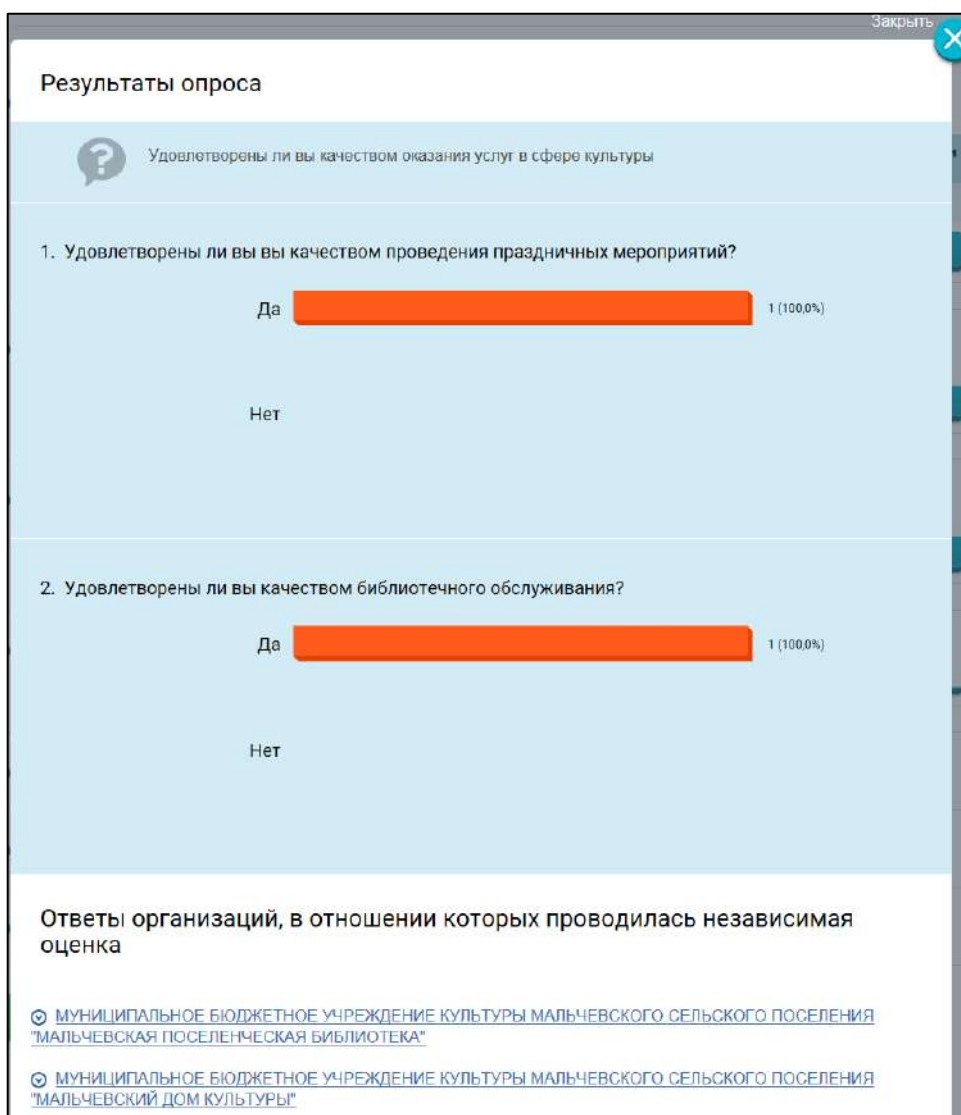 Закрыть
Результаты опроса
Удовлетворены ли вы качеством оказания услуг в сфере культуры
1. Удовлетворены ли вы вы качеством проведения праздничных мероприятий?
Да 1 (100,0%)
Нет
2. Удовлетворены ли вы качеством библиотечного обслуживания?
Да 1 (100,0%)
Нет
Ответы организаций, в отношении которых проводилась независимая
оценка
МУНИЦИПАЛЬНОЕ БЮДЖЕТНОЕ УЧРЕЖДЕНИЕ КУЛЬТУРЫ МАЛЬЧЕВСКОГО СЕЛЬСКОГО ПОСЕЛЕНИЯ
"МАЛЬЧЕВСКАЯ ПОСЕЛЕНЧЕСКАЯ БИБЛИОТЕКА"
МУНИЦИПАЛЬНОЕ БЮДЖЕТНОЕ УЧРЕЖДЕНИЕ КУЛЬТУРЫ МАЛЬЧЕВСКОГО СЕЛЬСКОГО ПОСЕЛЕНИЯ
"МАЛЬЧЕВСКИЙ ДОМ КУЛЬТУРЫ"